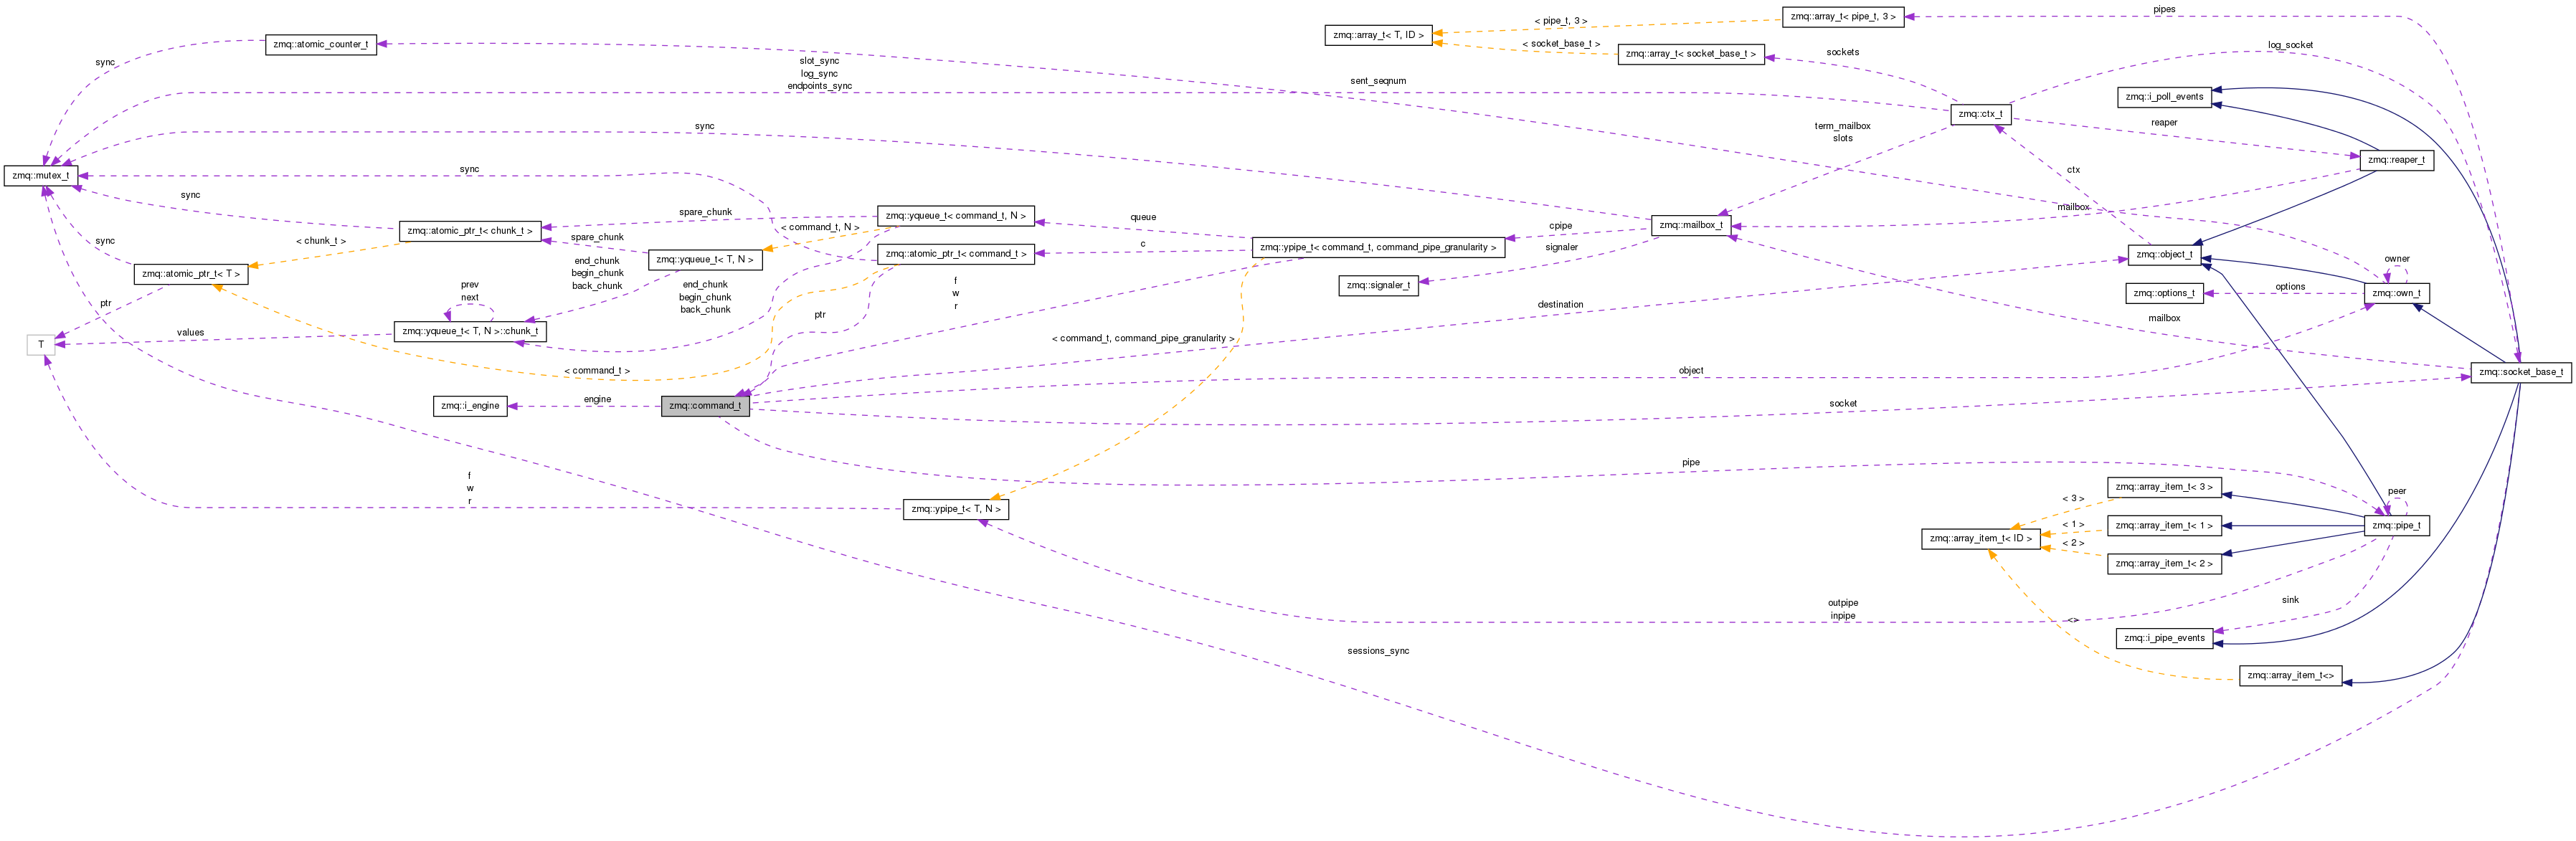 zmq::array_t< pipe_t, 3 >
pipes
< pipe_t, 3 >
zmq::array_t< T, ID >
zmq::atomic_counter_t
< socket_base_t >
log_socket
sockets
zmq::array_t< socket_base_t >
sync
slot_sync
log_sync
endpoints_sync
sent_seqnum
zmq::i_poll_events
zmq::ctx_t
reaper
term_mailbox
slots
sync
zmq::reaper_t
ctx
sync
zmq::mutex_t
sync
mailbox
spare_chunk
zmq::yqueue_t< command_t, N >
queue
zmq::mailbox_t
cpipe
< command_t, N >
zmq::atomic_ptr_t< chunk_t >
< chunk_t >
spare_chunk
sync
c
zmq::ypipe_t< command_t, command_pipe_granularity >
signaler
zmq::atomic_ptr_t< command_t >
zmq::object_t
zmq::yqueue_t< T, N >
owner
end_chunk
begin_chunk
back_chunk
zmq::atomic_ptr_t< T >
f
w
r
zmq::signaler_t
options
zmq::options_t
zmq::own_t
prev
next
end_chunk
begin_chunk
back_chunk
ptr
destination
ptr
mailbox
values
zmq::yqueue_t< T, N >::chunk_t
< command_t, command_pipe_granularity >
T
< command_t >
object
zmq::socket_base_t
engine
zmq::i_engine
zmq::command_t
socket
pipe
f
w
r
zmq::array_item_t< 3 >
peer
< 3 >
zmq::ypipe_t< T, N >
< 1 >
zmq::array_item_t< 1 >
zmq::pipe_t
zmq::array_item_t< ID >
< 2 >
zmq::array_item_t< 2 >
outpipe
inpipe
sink
<>
zmq::i_pipe_events
sessions_sync
zmq::array_item_t<>